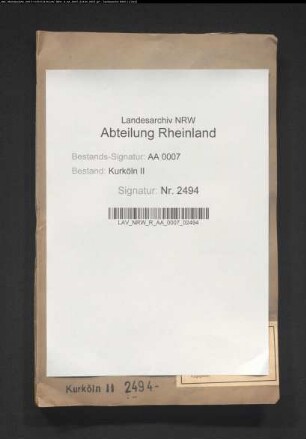 Landesarchiv NRW
Abteilung Rheinland
Bestands-Signatur: AA 0007
Bestand: Kurköln II
Signatur: Nr. 2494
LAV_NRW_R_AA_0007_02494
Kurköln II 2494-